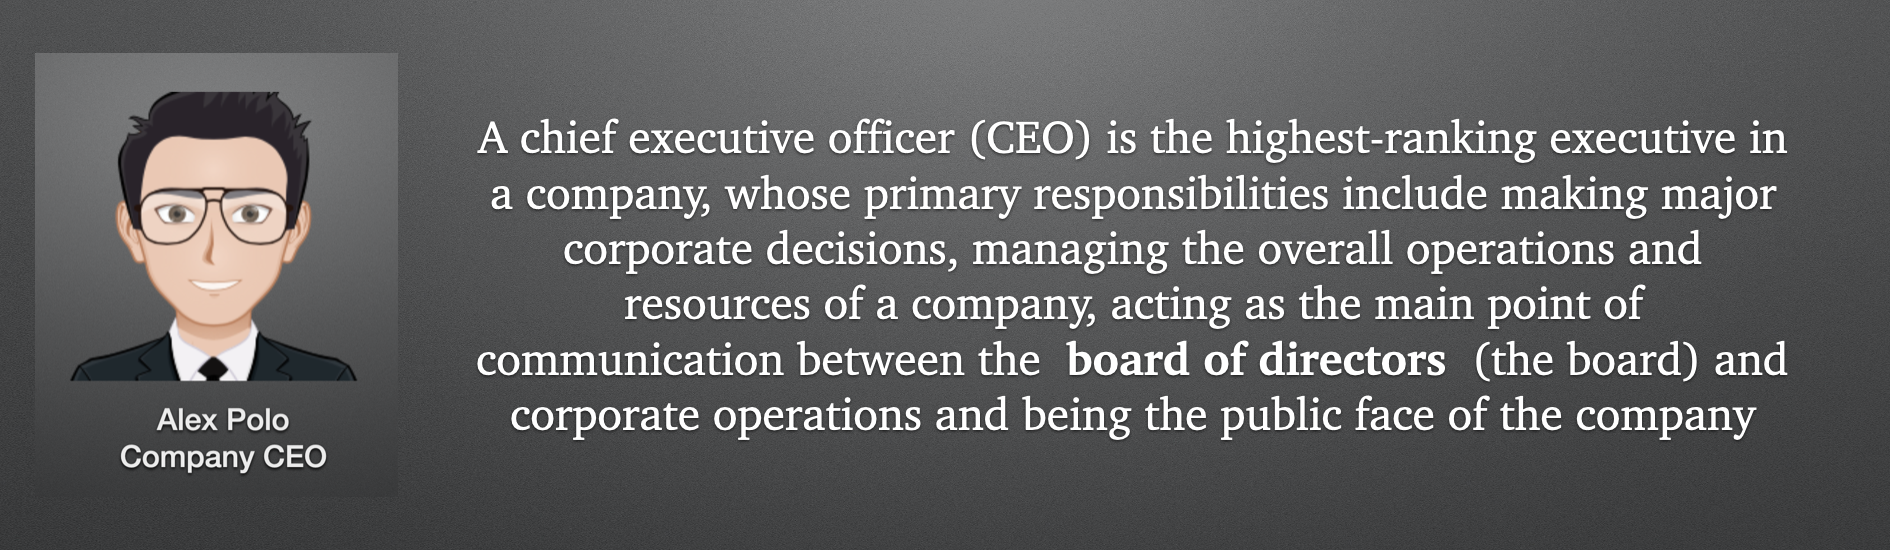 Alex Polo
Company CEO
A chief executive officer (CEO) is the highest-ranking executive in
a company, whose primary responsibilities include making major
corporate decisions, managing the overall operations and
resources of a company, acting as the main point of
communication between the board of directors (the board) and
corporate operations and being the public face of the company